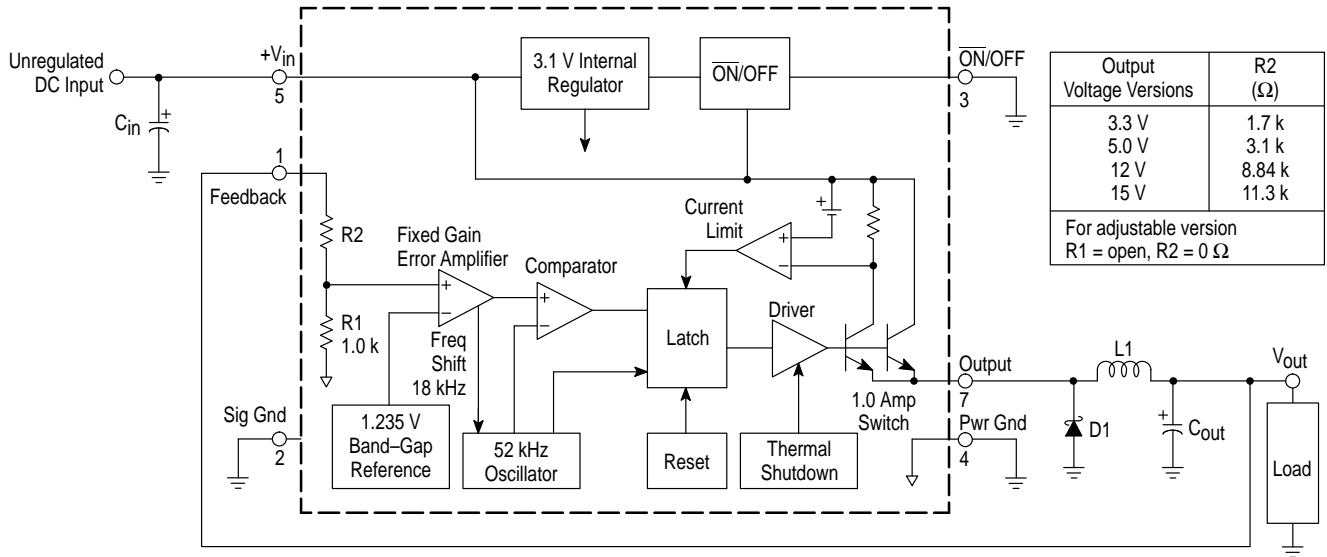 Unregulated
DC Input
C_in
+
+V_in
5
3.1 V Internal
Regulator
O̅N̅/OFF
O̅N̅/OFF
3
Output
Voltage Versions
R2
(Ω)
3.3 V
1.7 k
5.0 V
3.1 k
12 V
8.84 k
15 V
11.3 k
For adjustable version
R1 = open, R2 = 0 Ω
1
Feedback
R2
R1
1.0 k
Fixed Gain
Error Amplifier
+
−
Freq
Shift
18 kHz
Comparator
+
−
Current
Limit
+
−
+
Latch
Driver
1.0 Amp
Switch
Output
7
L1
V_out
D1
+
C_out
Load
Sig Gnd
2
1.235 V
Band–Gap
Reference
52 kHz
Oscillator
Reset
Thermal
Shutdown
Pwr Gnd
4